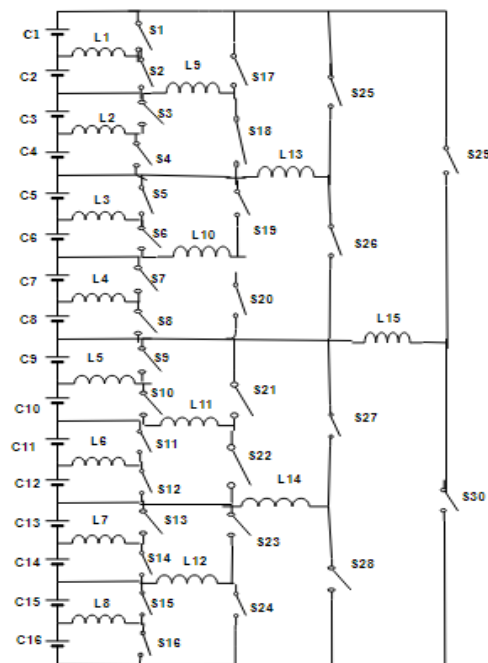 C1 L1 S1
C2 S2 L9 S17
C3 S3 S25
C4 L2 S4 S18 L13 S29
C5 S5
C6 L3 S6 L10 S19 S26
C7 S7
C8 L4 S8 S20 L15
C9 S9
C10 L5 S10 L11 S21 S27
C11 S11
C12 L6 S12 S22 L14 S30
C13 S13
C14 L7 S14 L12 S23 S28
C15 S15
C16 L8 S16 S24